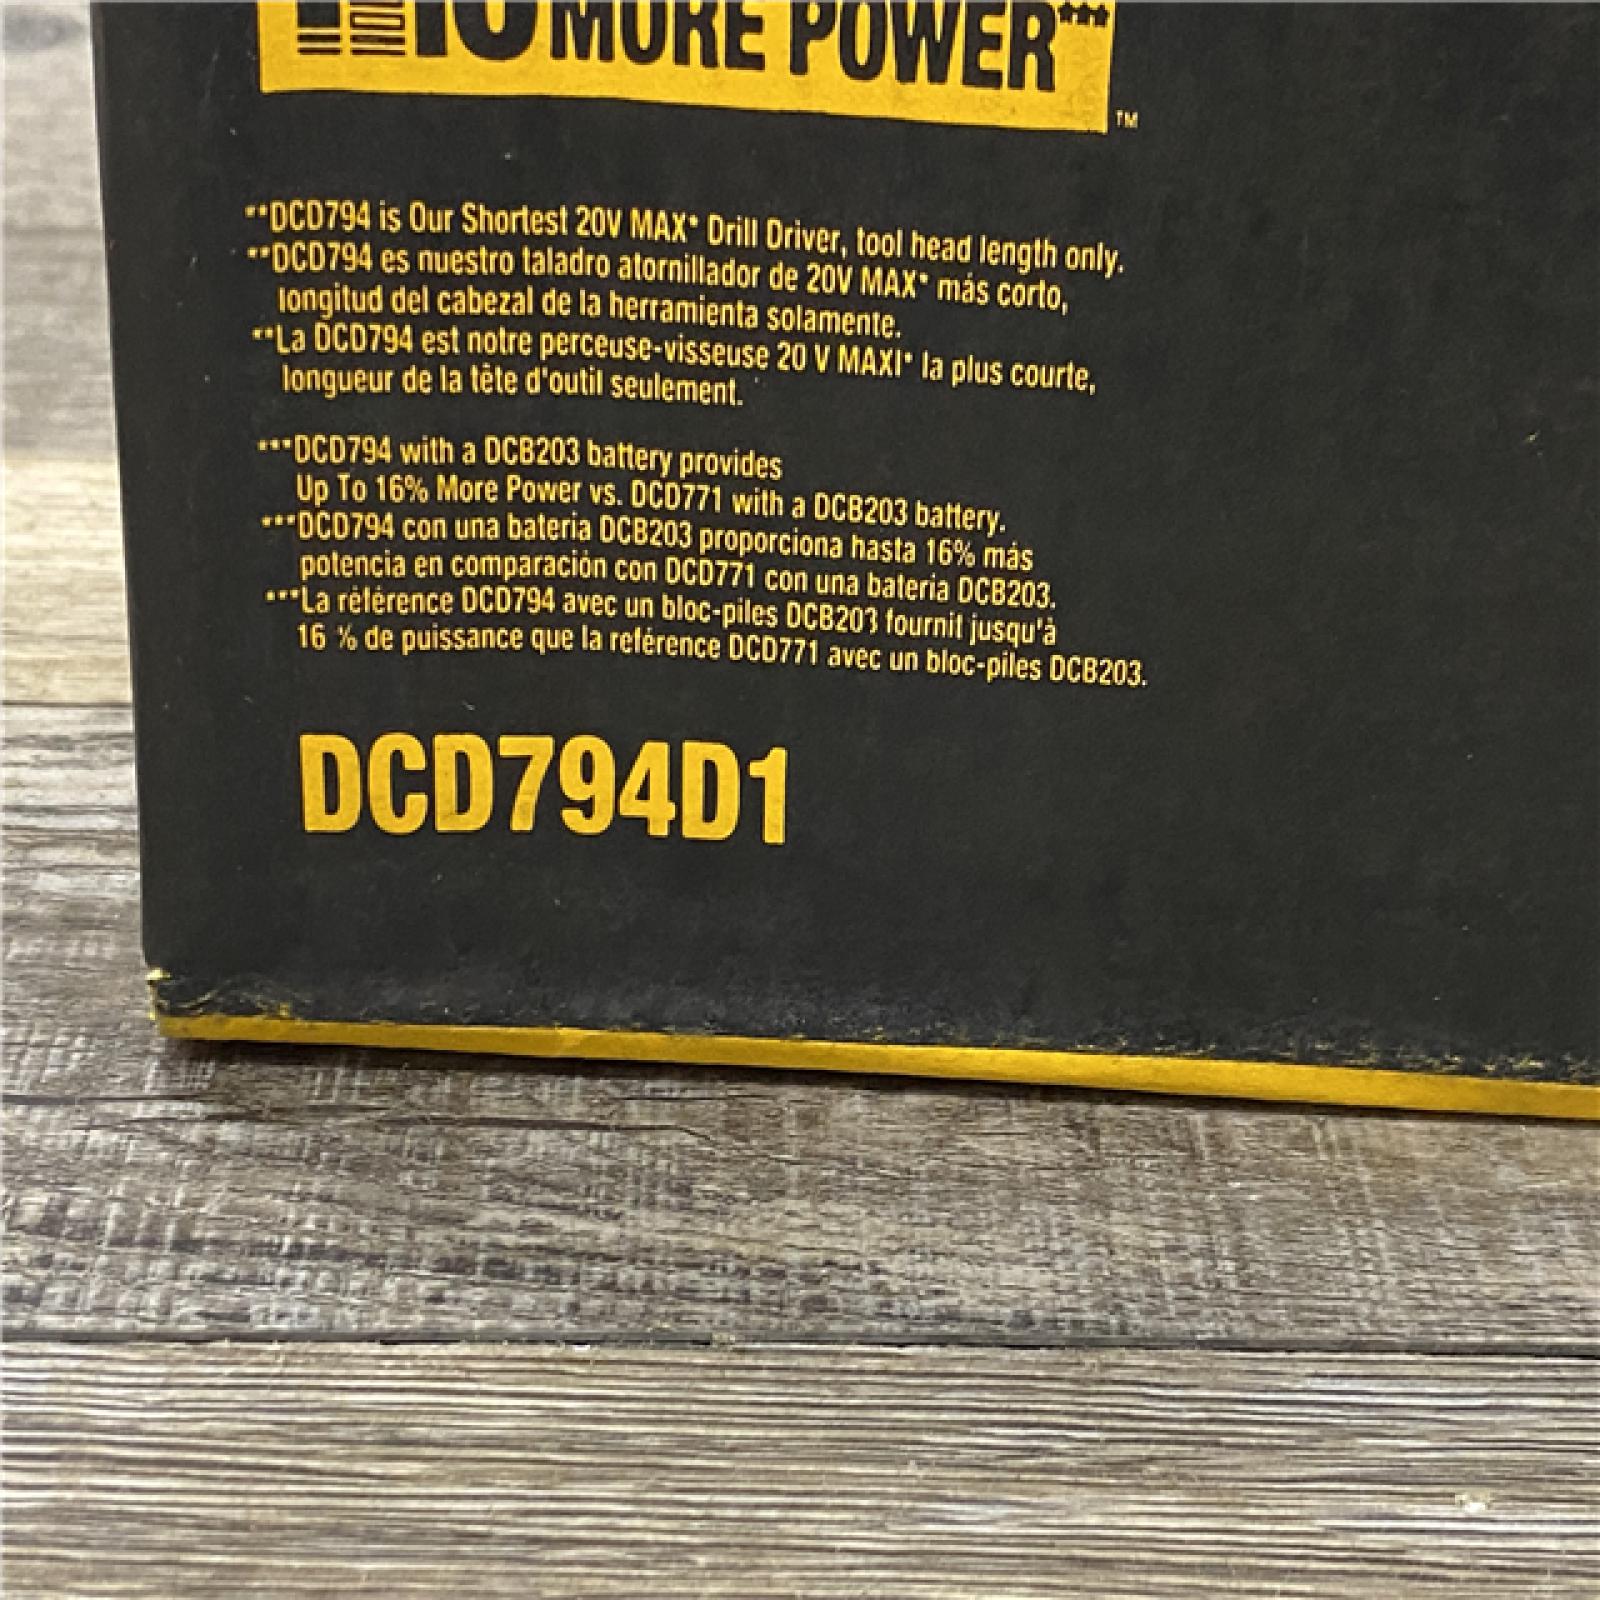 MORE POWER***
TM
**DCD794 is Our Shortest 20V MAX* Drill Driver, tool head length only.
**DCD794 es nuestro taladro atornillador de 20V MAX* más corto,
longitud del cabezal de la herramienta solamente.
**La DCD794 est notre perceuse-visseuse 20 V MAXI* la plus courte,
longueur de la tête d'outil seulement.
***DCD794 with a DCB203 battery provides
Up To 16% More Power vs. DCD771 with a DCB203 battery.
***DCD794 con una bateria DCB203 proporciona hasta 16% más
potencia en comparación con DCD771 con una bateria DCB203.
***La référence DCD794 avec un bloc-piles DCB203 fournit jusqu'à
16 % de puissance que la reférence DCD771 avec un bloc-piles DCB203.
DCD794D1